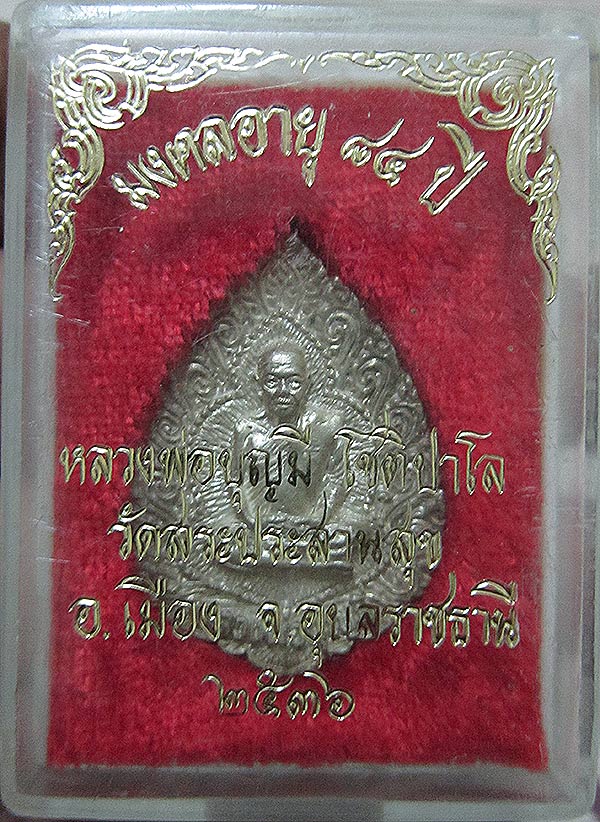 มงคลอายุ ๘๔ ปี
หลวงพ่อบุญมี โชติปาโล
วัดสระประสานสุข
อ.เมือง จ.อุบลราชธานี
๒๕๓๖